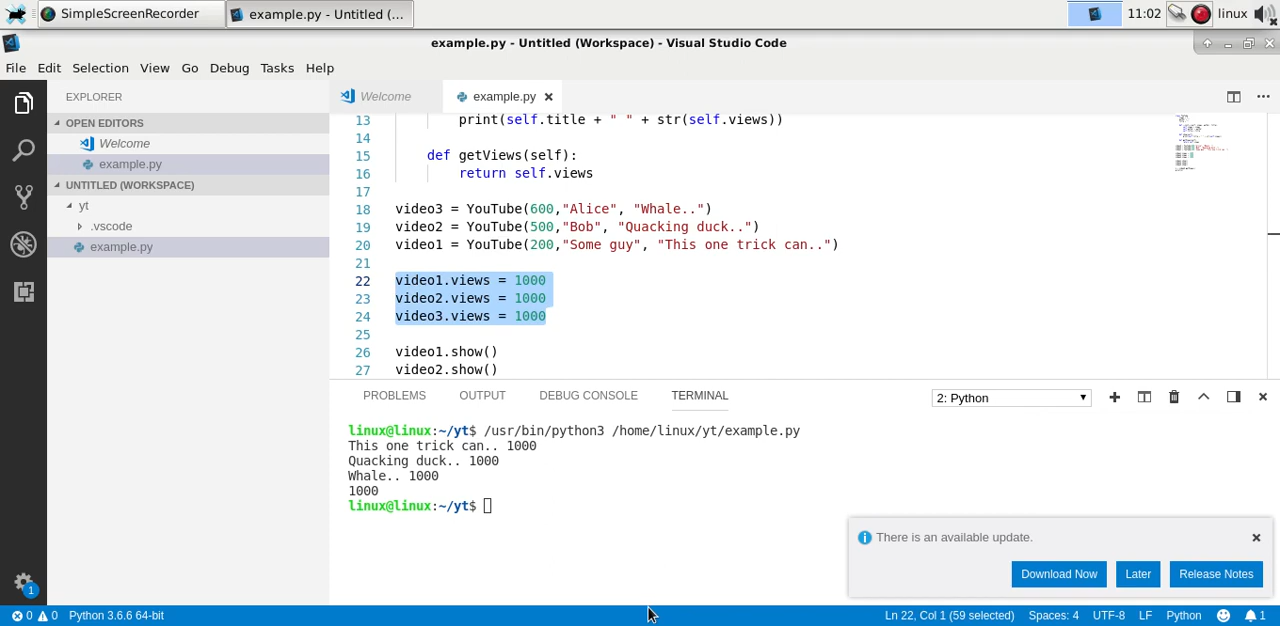 SimpleScreenRecorder
example.py - Untitled (...
11:02
linux
example.py - Untitled (Workspace) - Visual Studio Code
File Edit Selection View Go Debug Tasks Help
EXPLORER
OPEN EDITORS
Welcome
example.py
UNTITLED (WORKSPACE)
yt
.vscode
example.py
Welcome
example.py
13 print(self.title + " " + str(self.views))
14
15 def getViews(self):
16 return self.views
17
18 video3 = YouTube(600,"Alice", "Whale..")
19 video2 = YouTube(500,"Bob", "Quacking duck..")
20 video1 = YouTube(200,"Some guy", "This one trick can..")
21
22 video1.views = 1000
23 video2.views = 1000
24 video3.views = 1000
25
26 video1.show()
27 video2.show()
PROBLEMS OUTPUT DEBUG CONSOLE TERMINAL
2: Python
linux@linux:~/yt$ /usr/bin/python3 /home/linux/yt/example.py
This one trick can.. 1000
Quacking duck.. 1000
Whale.. 1000
1000
linux@linux:~/yt$
There is an available update.
Download Now
Later
Release Notes
1
0 0 Python 3.6.6 64-bit
Ln 22, Col 1 (59 selected) Spaces: 4 UTF-8 LF Python 1